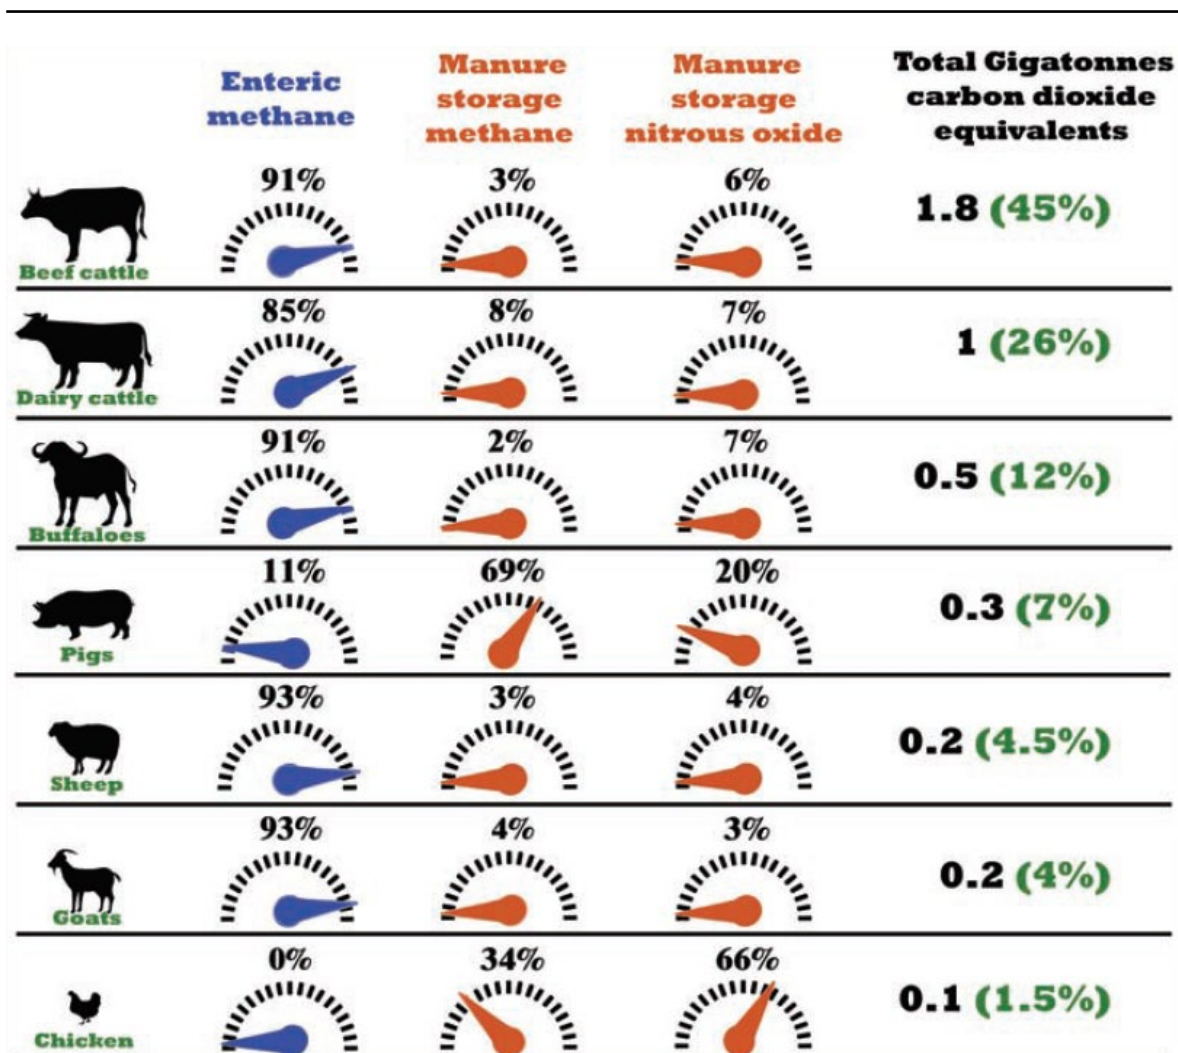 Enteric
methane
Manure
storage
methane
Manure
storage
nitrous oxide
Total Gigatonnes
carbon dioxide
equivalents
91% 3% 6%
1.8 (45%)
Beef cattle
85% 8% 7%
1 (26%)
Dairy cattle
91% 2% 7%
0.5 (12%)
Buffaloes
11% 69% 20%
0.3 (7%)
Pigs
93% 3% 4%
0.2 (4.5%)
Sheep
93% 4% 3%
0.2 (4%)
Goats
0% 34% 66%
0.1 (1.5%)
Chicken